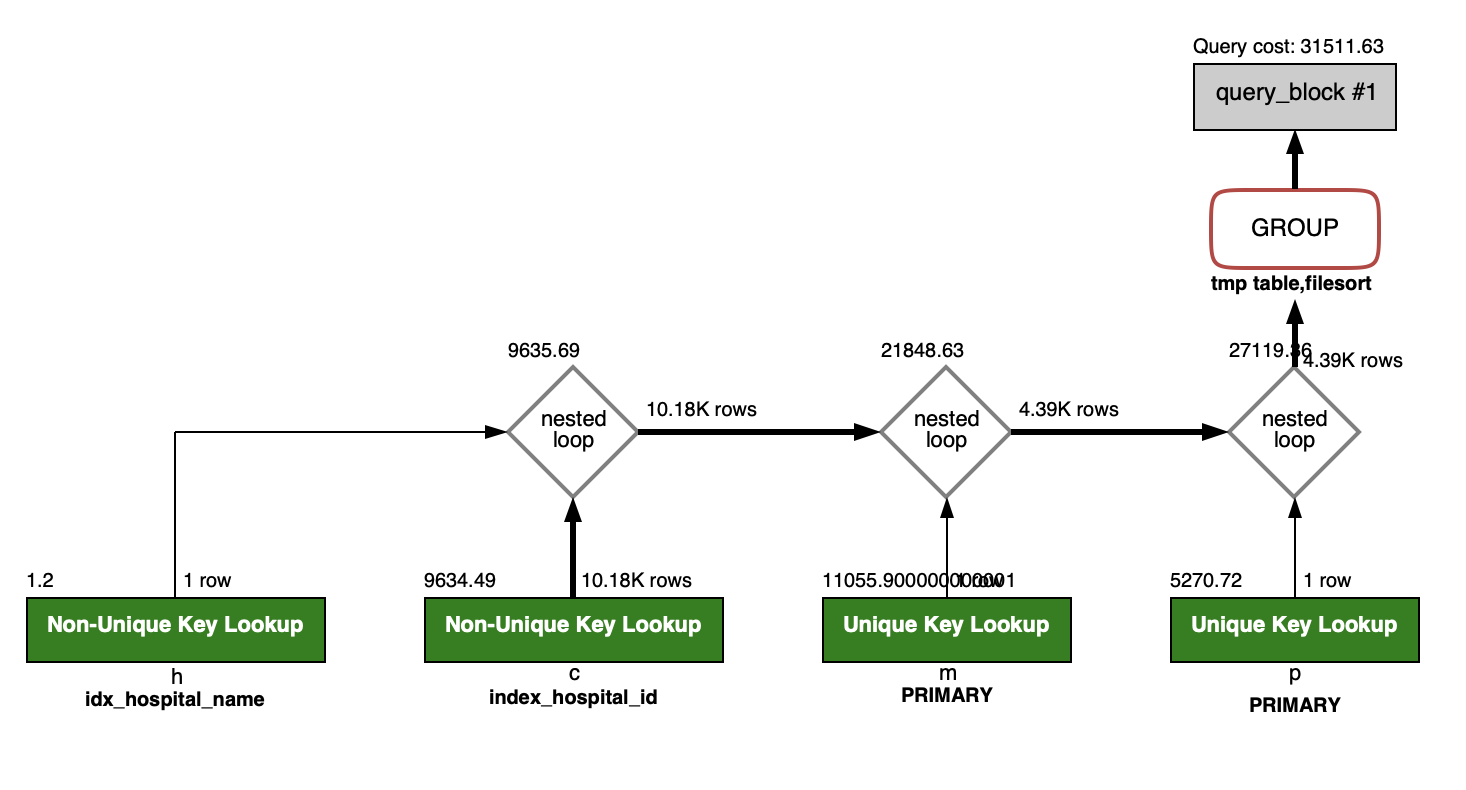 Query cost: 31511.63
query_block #1
GROUP
tmp table,filesort
9635.69
21848.63
27119.36
4.39K rows
nested
loop
10.18K rows
nested
loop
4.39K rows
nested
loop
1.2
1 row
9634.49
10.18K rows
11055.900000000001
1 row
5270.72
1 row
Non-Unique Key Lookup
Non-Unique Key Lookup
Unique Key Lookup
Unique Key Lookup
h
c
m
p
idx_hospital_name
index_hospital_id
PRIMARY
PRIMARY